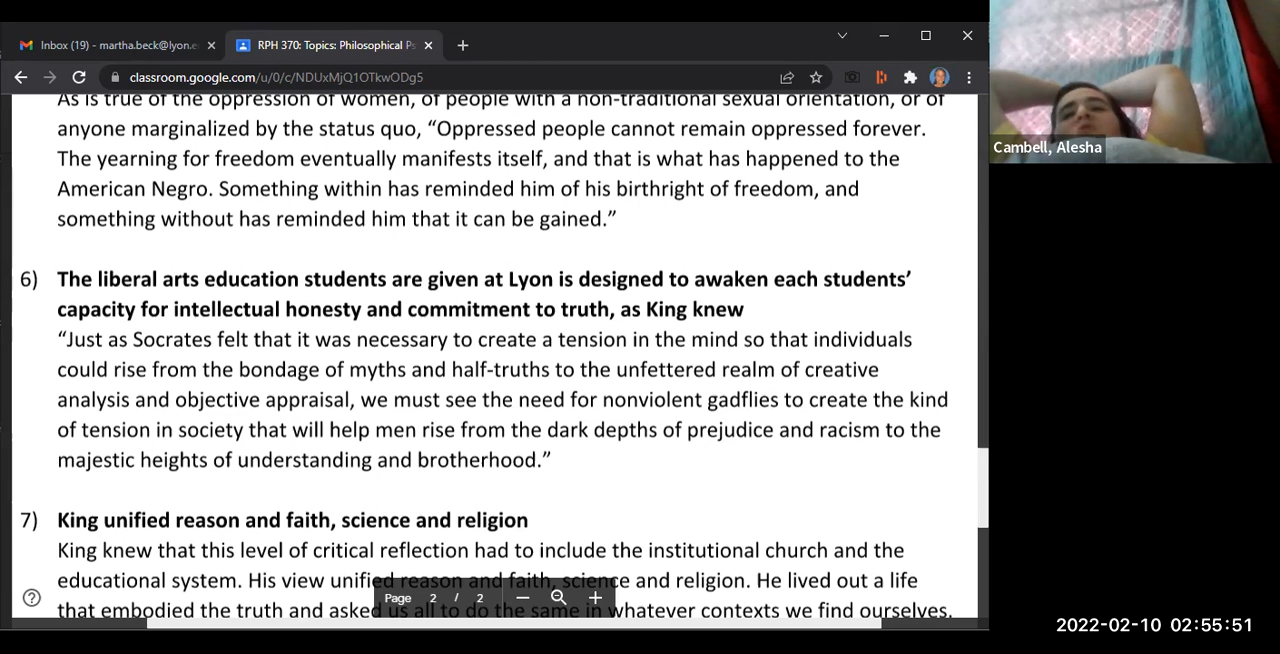 Inbox (19) - martha.beck@lyon.e
RPH 370: Topics: Philosophical Ps
classroom.google.com/u/0/c/NDUxMjQ1OTkwODg5
Cambell, Alesha
As is true of the oppression of women, of people with a non-traditional sexual orientation, or of
anyone marginalized by the status quo, “Oppressed people cannot remain oppressed forever.
The yearning for freedom eventually manifests itself, and that is what has happened to the
American Negro. Something within has reminded him of his birthright of freedom, and
something without has reminded him that it can be gained.”
6) The liberal arts education students are given at Lyon is designed to awaken each students’
capacity for intellectual honesty and commitment to truth, as King knew
“Just as Socrates felt that it was necessary to create a tension in the mind so that individuals
could rise from the bondage of myths and half-truths to the unfettered realm of creative
analysis and objective appraisal, we must see the need for nonviolent gadflies to create the kind
of tension in society that will help men rise from the dark depths of prejudice and racism to the
majestic heights of understanding and brotherhood.”
7) King unified reason and faith, science and religion
King knew that this level of critical reflection had to include the institutional church and the
educational system. His view unified reason and faith, science and religion. He lived out a life
that embodied the truth and asked us all to do the same in whatever contexts we find ourselves.
Page 2 / 2
2022-02-10 02:55:51